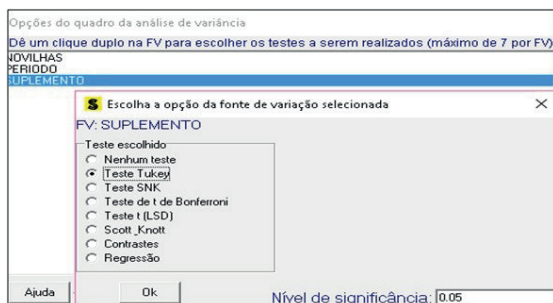 Opções do quadro da análise de variância
Dê um clique duplo na FV para escolher os testes a serem realizados (máximo de 7 por FV)
NOVILHAS
PERIODO
SUPLEMENTO
S Escolha a opção da fonte de variação selecionada
FV: SUPLEMENTO
Teste escolhido
Nenhum teste
Teste Tukey
Teste SNK
Teste de t de Bonferroni
Teste t (LSD)
Scott_Knott
Contrastes
Regressão
Ajuda
Ok
Nível de significância: 0.05